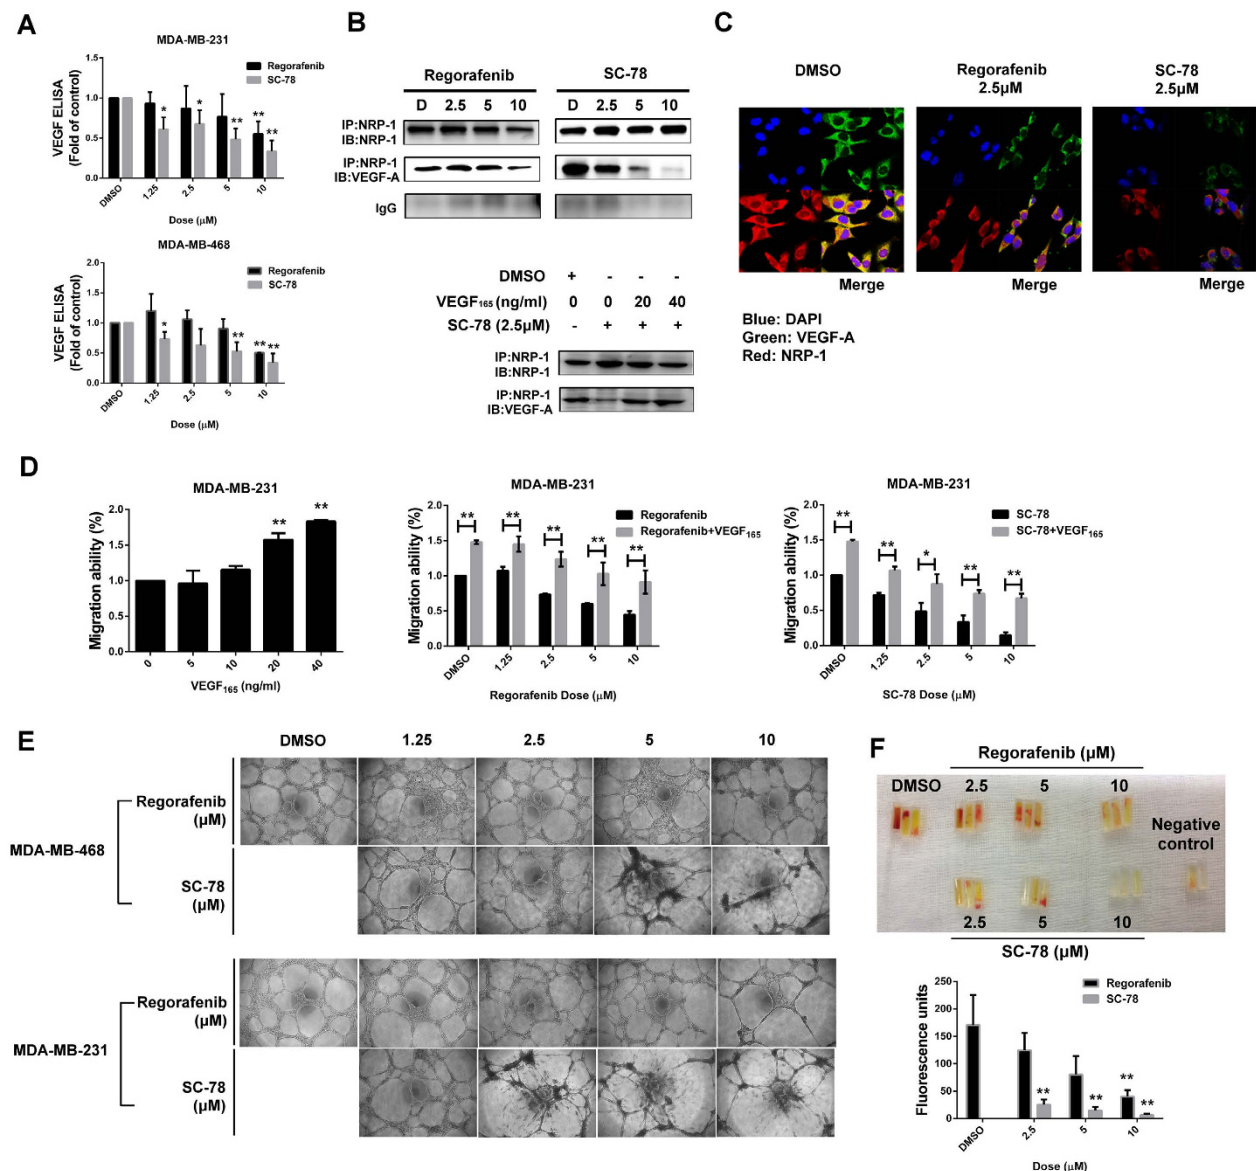 A
MDA-MB-231
VEGF ELISA
(Fold of control)
1.5
1.0
0.5
0.0
Regorafenib
SC-78
* * ** ** **
DMSO 1.25 2.5 5 10
Dose (µM)
MDA-MB-468
VEGF ELISA
(Fold of control)
2.0
1.5
1.0
0.5
0.0
Regorafenib
SC-78
* ** ** **
DMSO 1.25 2.5 5 10
Dose (µM)
B
Regorafenib SC-78
D 2.5 5 10 D 2.5 5 10
IP:NRP-1
IB:NRP-1
IP:NRP-1
IB:VEGF-A
IgG
DMSO + - - -
VEGF165 (ng/ml) 0 0 20 40
SC-78 (2.5µM) - + + +
IP:NRP-1
IB:NRP-1
IP:NRP-1
IB:VEGF-A
C
DMSO
Regorafenib
2.5µM
SC-78
2.5µM
Merge Merge Merge
Blue: DAPI
Green: VEGF-A
Red: NRP-1
D
MDA-MB-231
Migration ability (%)
2.0
1.5
1.0
0.5
0.0
** **
0 5 10 20 40
VEGF165 (ng/ml)
MDA-MB-231
Migration ability (%)
2.0
1.5
1.0
0.5
0.0
Regorafenib
Regorafenib+VEGF165
** ** ** ** **
DMSO 1.25 2.5 5 10
Regorafenib Dose (µM)
MDA-MB-231
Migration ability (%)
2.0
1.5
1.0
0.5
0.0
SC-78
SC-78+VEGF165
** ** * ** **
DMSO 1.25 2.5 5 10
SC-78 Dose (µM)
E
DMSO 1.25 2.5 5 10
MDA-MB-468
Regorafenib
(µM)
SC-78
(µM)
MDA-MB-231
Regorafenib
(µM)
SC-78
(µM)
F
Regorafenib (µM)
DMSO 2.5 5 10
Negative
control
2.5 5 10
SC-78 (µM)
Fluorescence units
250
200
150
100
50
0
Regorafenib
SC-78
** ** ** **
DMSO 2.5 5 10
Dose (µM)